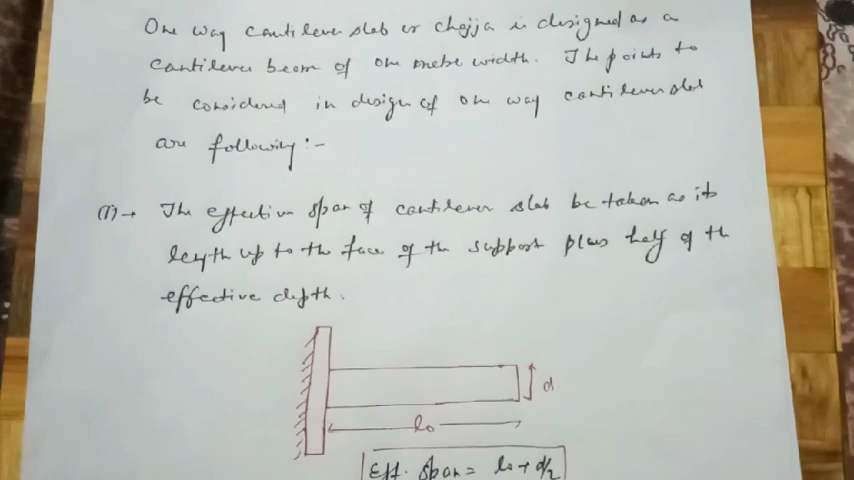 One way cantilever slab or chajja is designed as a
cantilever beam of one metre width. The points to
be considered in design of one way cantilever slab
are following:-
(1)→ The effective span of cantilever slab be taken as its
length up to the face of the support plus half of the
effective depth.
d
l₀
Eff. span = l₀ + d/2